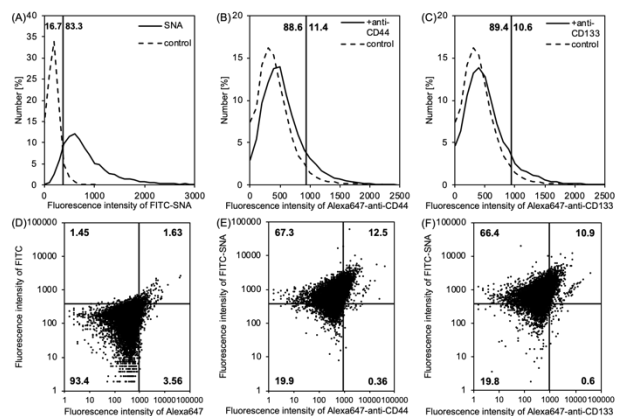 (A) 16.7 83.3 SNA control
Number [%]
40 35 30 25 20 15 10 5 0
0 1000 2000 3000
Fluorescence intensity of FITC-SNA
(B) 88.6 11.4 +anti-CD44 control
Number [%]
20 15 10 5 0
0 500 1000 1500 2000 2500
Fluorescence intensity of Alexa647-anti-CD44
(C) 89.4 10.6 +anti-CD133 control
Number [%]
20 15 10 5 0
0 500 1000 1500 2000 2500
Fluorescence intensity of Alexa647-anti-CD133
(D) 1.45 1.63
93.4 3.56
Fluorescence intensity of FITC
100000 10000 1000 100 10 1
1 10 100 1000 10000 100000
Fluorescence intensity of Alexa647
(E) 67.3 12.5
19.9 0.36
Fluorescence intensity of FITC-SNA
100000 10000 1000 100 10 1
1 10 100 1000 10000 100000
Fluorescence intensity of Alexa647-anti-CD44
(F) 66.4 10.9
19.8 0.6
Fluorescence intensity of FITC-SNA
100000 10000 1000 100 10 1
1 10 100 1000 10000 100000
Fluorescence intensity of Alexa647-anti-CD133